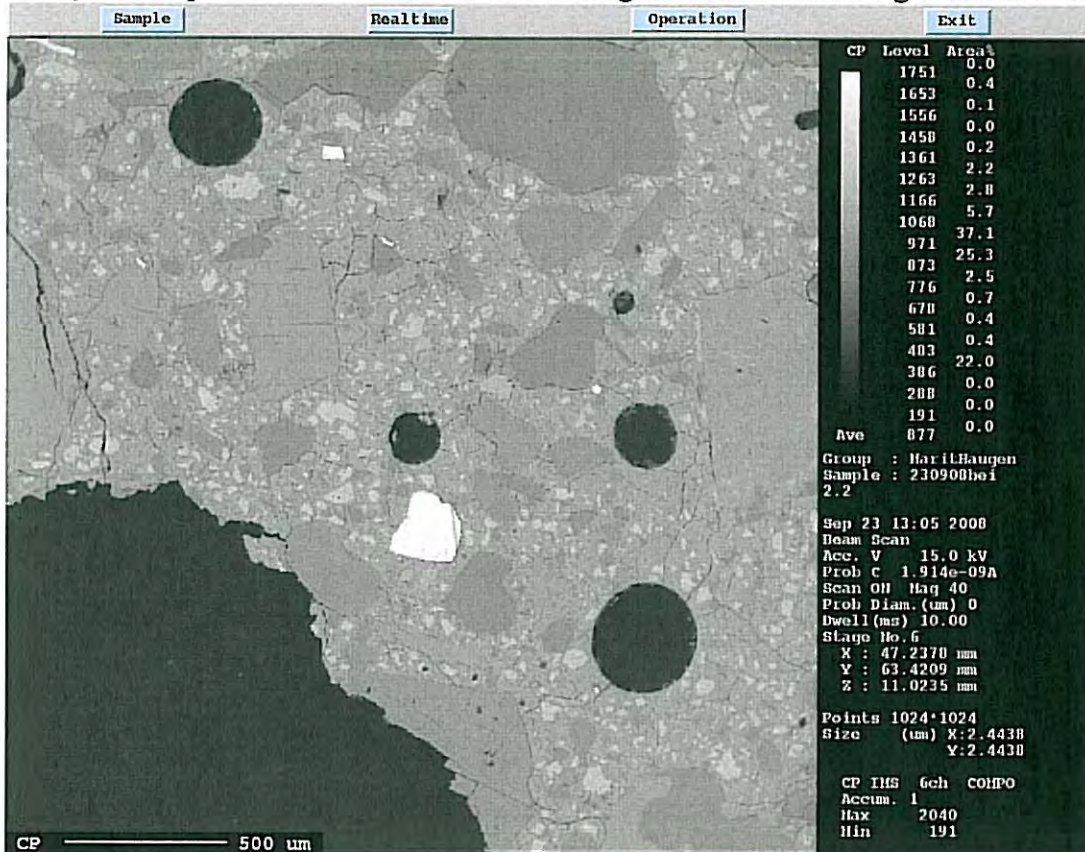 Sample Realtime Operation Exit
CP Level Area%
0.0
1751
0.4
1653
0.1
1556
0.0
1458
0.2
1361
2.2
1263
2.8
1166
5.7
1068
37.1
971
25.3
873
2.5
776
0.7
678
0.4
581
0.4
483
22.0
386
0.0
288
0.0
191
0.0
Ave 877
Group : MaritHaugen
Sample : 230908bei
2.2
Sep 23 13:05 2008
Beam Scan
Acc. V 15.0 kV
Prob C 1.914e-09A
Scan ON Mag 40
Prob Diam.(um) 0
Dwell(ms) 10.00
Stage No.6
X : 47.2378 mm
Y : 63.4209 mm
Z : 11.0235 mm
Points 1024*1024
Size (um) X:2.4438
Y:2.4438
CP IMS 6ch COMPO
Accum. 1
Max 2040
Min 191
CP 500 um